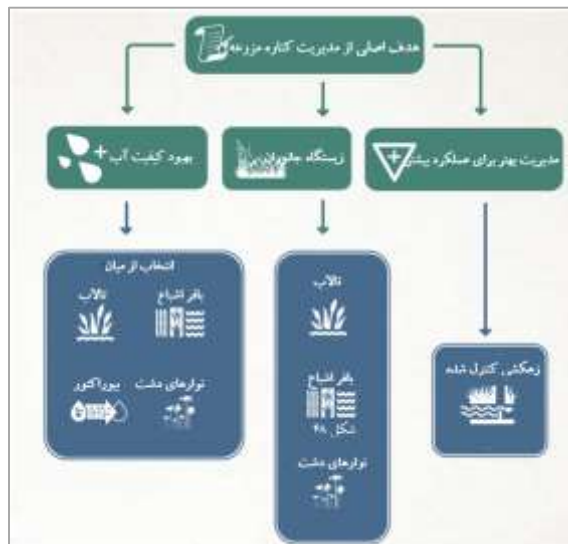 هدف اصلی از مدیریت کناره مزرعه
بهبود کیفیت آب
زیستگاه جانوران
مدیریت بهتر برای عملکرد بیشتر
انتخاب از میان
تالاب
بافر اشباع
بیوراکتور
نوارهای دشت
تالاب
بافر اشباع
شکل ۴۸
نوارهای دشت
زهکشی کنترل شده